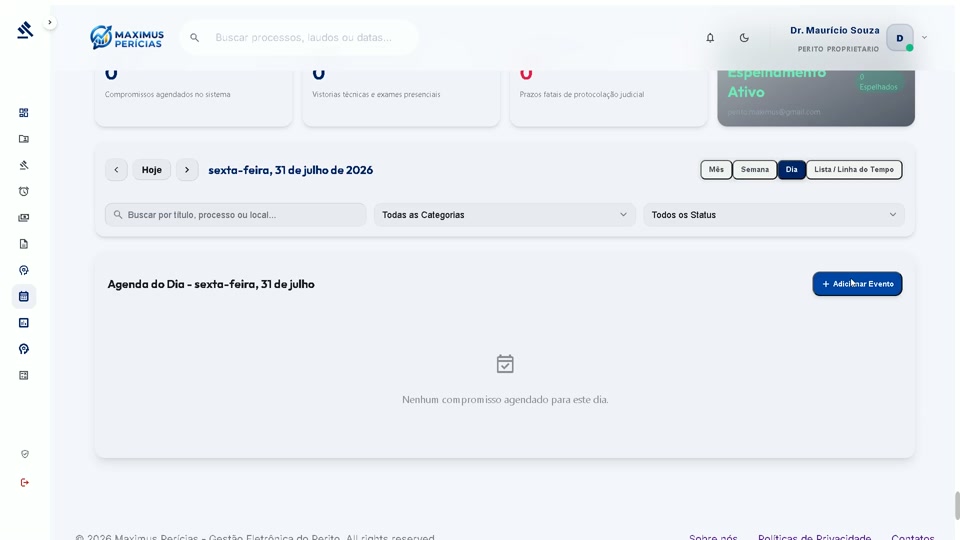 MAXIMUS
PERÍCIAS
Buscar processos, laudos ou datas...
Dr. Maurício Souza
PERITO PROPRIETARIO
D
0
Compromissos agendados no sistema
0
Vistorias técnicas e exames presenciais
0
Prazos fatais de protocolação judicial
Espelhamento
Ativo
0
Espelhados
Hoje
sexta-feira, 31 de julho de 2026
Mês
Semana
Dia
Lista / Linha do Tempo
Buscar por título, processo ou local...
Todas as Categorias
Todos os Status
Agenda do Dia - sexta-feira, 31 de julho
+ Adicionar Evento
Nenhum compromisso agendado para este dia.
© 2026 Maximus Perícias - Gestão Eletrônica do Perito. All rights reserved.
Sobre nós
Políticas de Privacidade
Contatos